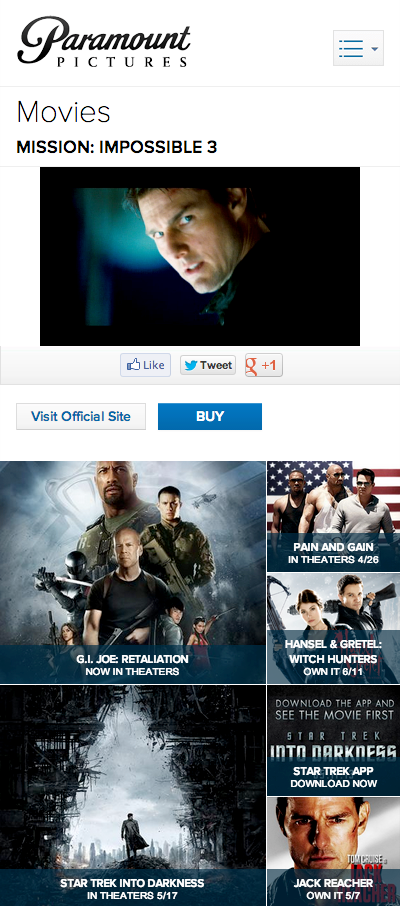 Paramount
PICTURES
Movies
MISSION: IMPOSSIBLE 3
Like
Tweet
g +1
Visit Official Site
BUY
G.I. JOE: RETALIATION
NOW IN THEATERS
PAIN AND GAIN
IN THEATERS 4/26
HANSEL & GRETEL:
WITCH HUNTERS
OWN IT 6/11
STAR TREK INTO DARKNESS
IN THEATERS 5/17
DOWNLOAD THE APP AND
SEE THE MOVIE FIRST
STAR TREK
INTO DARKNESS
STAR TREK APP
DOWNLOAD NOW
TOM CRUISE IS
JACK
REACHER
JACK REACHER
OWN IT 5/7